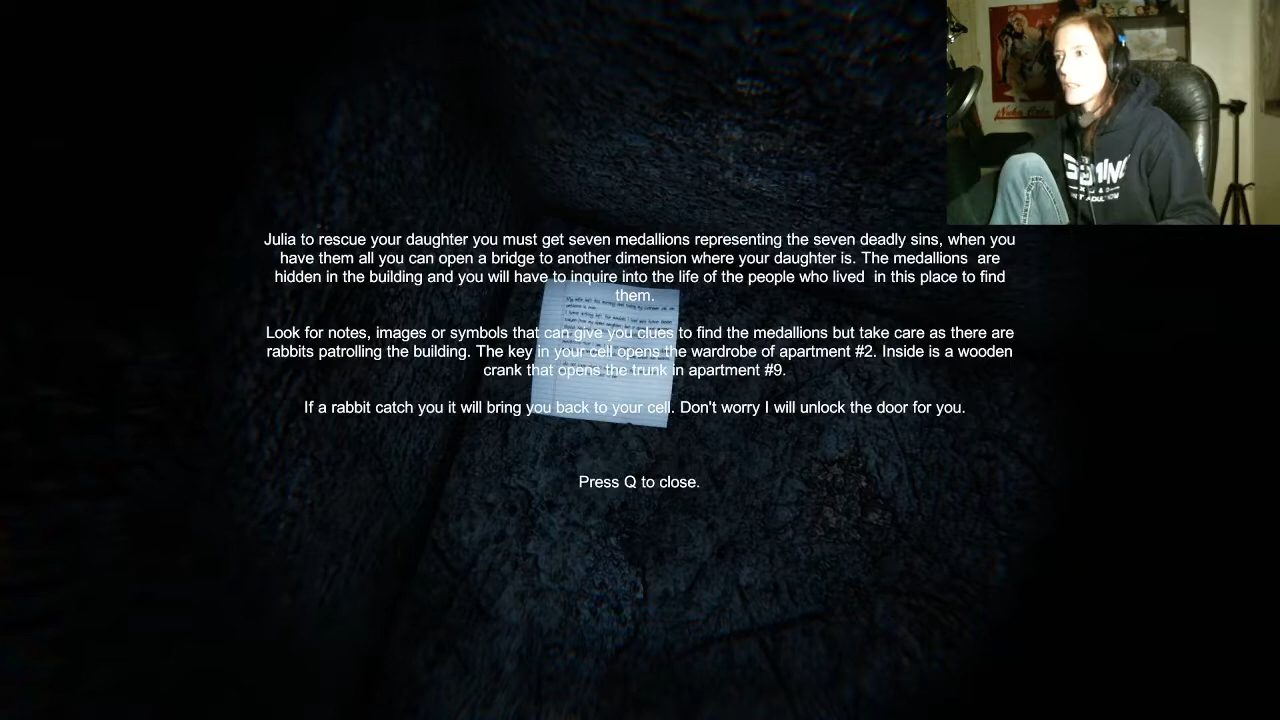 Julia to rescue your daughter you must get seven medallions representing the seven deadly sins, when you
have them all you can open a bridge to another dimension where your daughter is. The medallions  are
hidden in the building and you will have to inquire into the life of the people who lived  in this place to find
them.
Look for notes, images or symbols that can give you clues to find the medallions but take care as there are
rabbits patrolling the building. The key in your cell opens the wardrobe of apartment #2. Inside is a wooden
crank that opens the trunk in apartment #9.
If a rabbit catch you it will bring you back to your cell. Don't worry I will unlock the door for you.
Press Q to close.
Nuka Cola